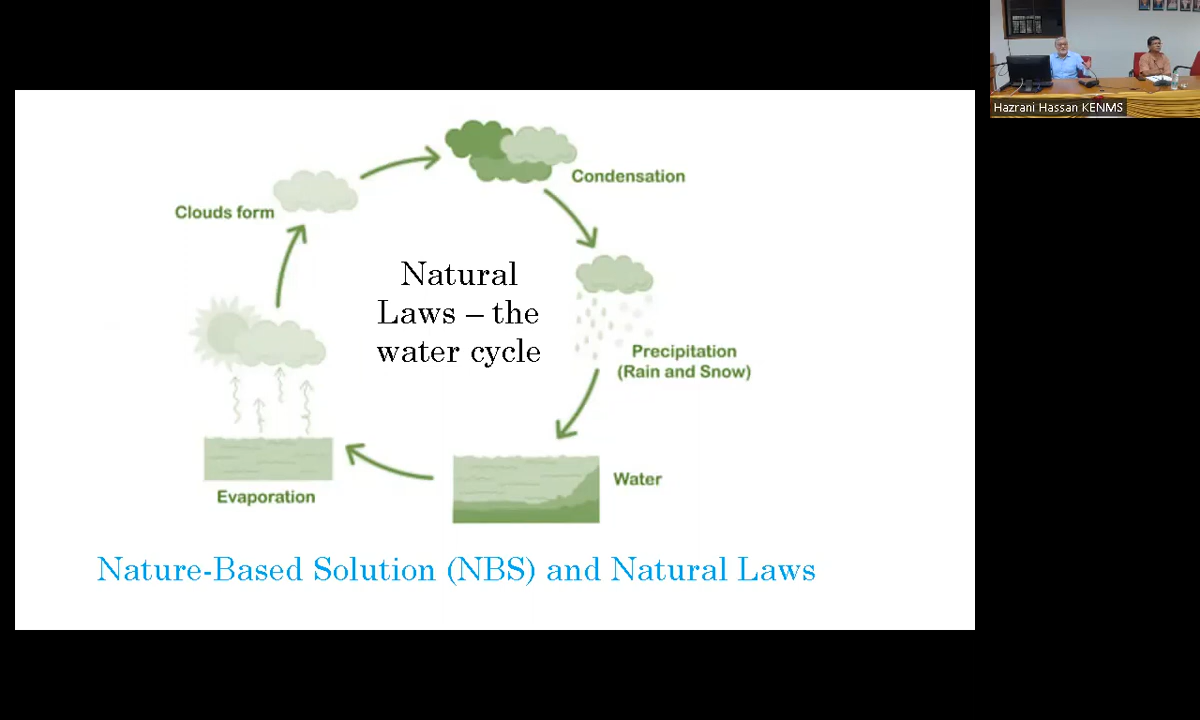 Condensation
Clouds form
Natural
Laws – the
water cycle
Precipitation
(Rain and Snow)
Water
Evaporation
Nature-Based Solution (NBS) and Natural Laws
Hazrani Hassan KENMS